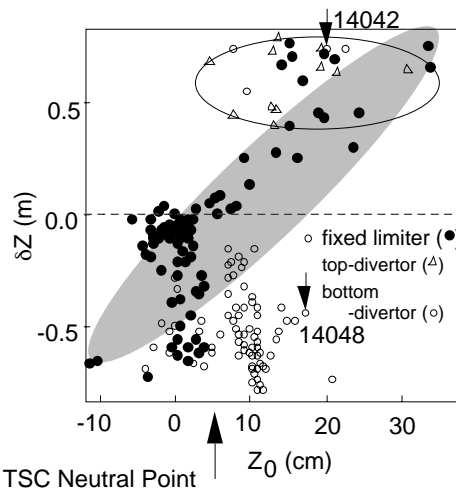 14042
0.5
0.0
-0.5
δZ (m)
fixed limiter (●)
top-divertor (△)
bottom
-divertor (○)
14048
-10 0 10 20 30
TSC Neutral Point
Z0 (cm)